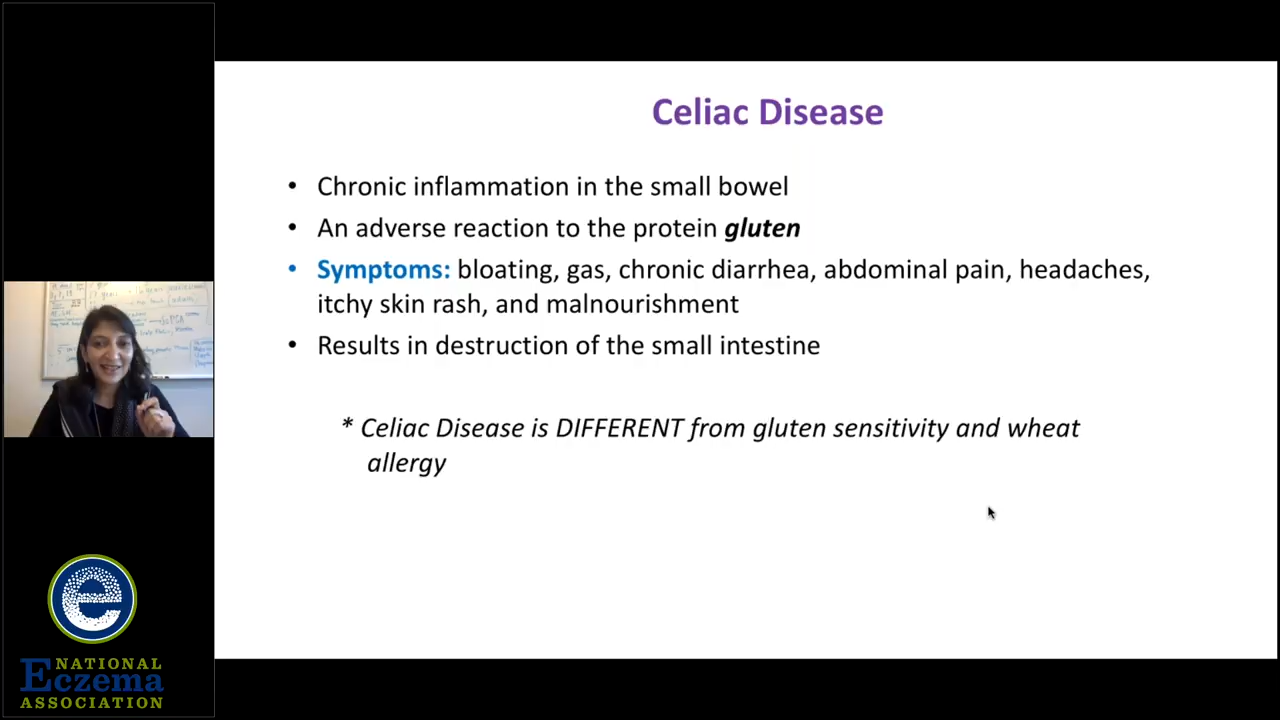 Celiac Disease
• Chronic inflammation in the small bowel
• An adverse reaction to the protein gluten
• Symptoms: bloating, gas, chronic diarrhea, abdominal pain, headaches,
itchy skin rash, and malnourishment
• Results in destruction of the small intestine
* Celiac Disease is DIFFERENT from gluten sensitivity and wheat
allergy
e
NATIONAL
Eczema
ASSOCIATION